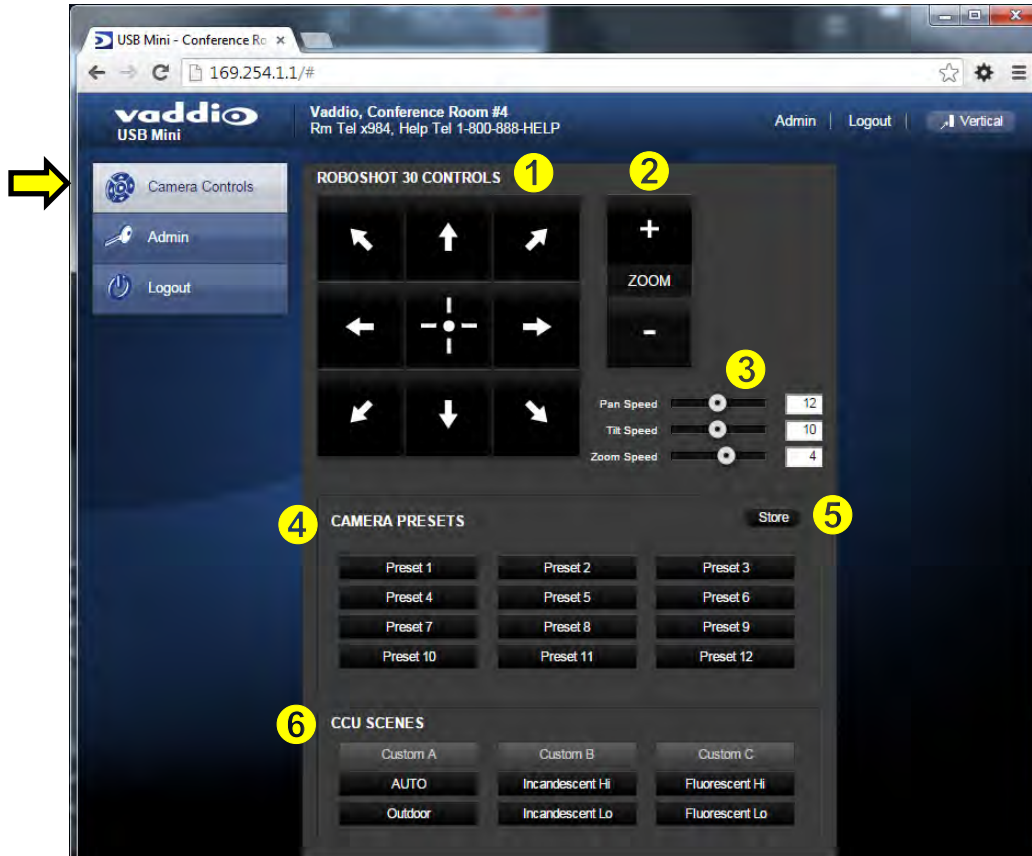 USB Mini - Conference Ro
169.254.1.1/#
vaddio
USB Mini
Vaddio, Conference Room #4
Rm Tel x984, Help Tel 1-800-888-HELP
Admin | Logout | Vertical
Camera Controls
Admin
Logout
ROBOSHOT 30 CONTROLS
1
2
+
ZOOM
-
3
Pan Speed 12
Tilt Speed 10
Zoom Speed 4
4
CAMERA PRESETS
Store
5
Preset 1 Preset 2 Preset 3
Preset 4 Preset 5 Preset 6
Preset 7 Preset 8 Preset 9
Preset 10 Preset 11 Preset 12
6
CCU SCENES
Custom A Custom B Custom C
AUTO Incandescent Hi Fluorescent Hi
Outdoor Incandescent Lo Fluorescent Lo